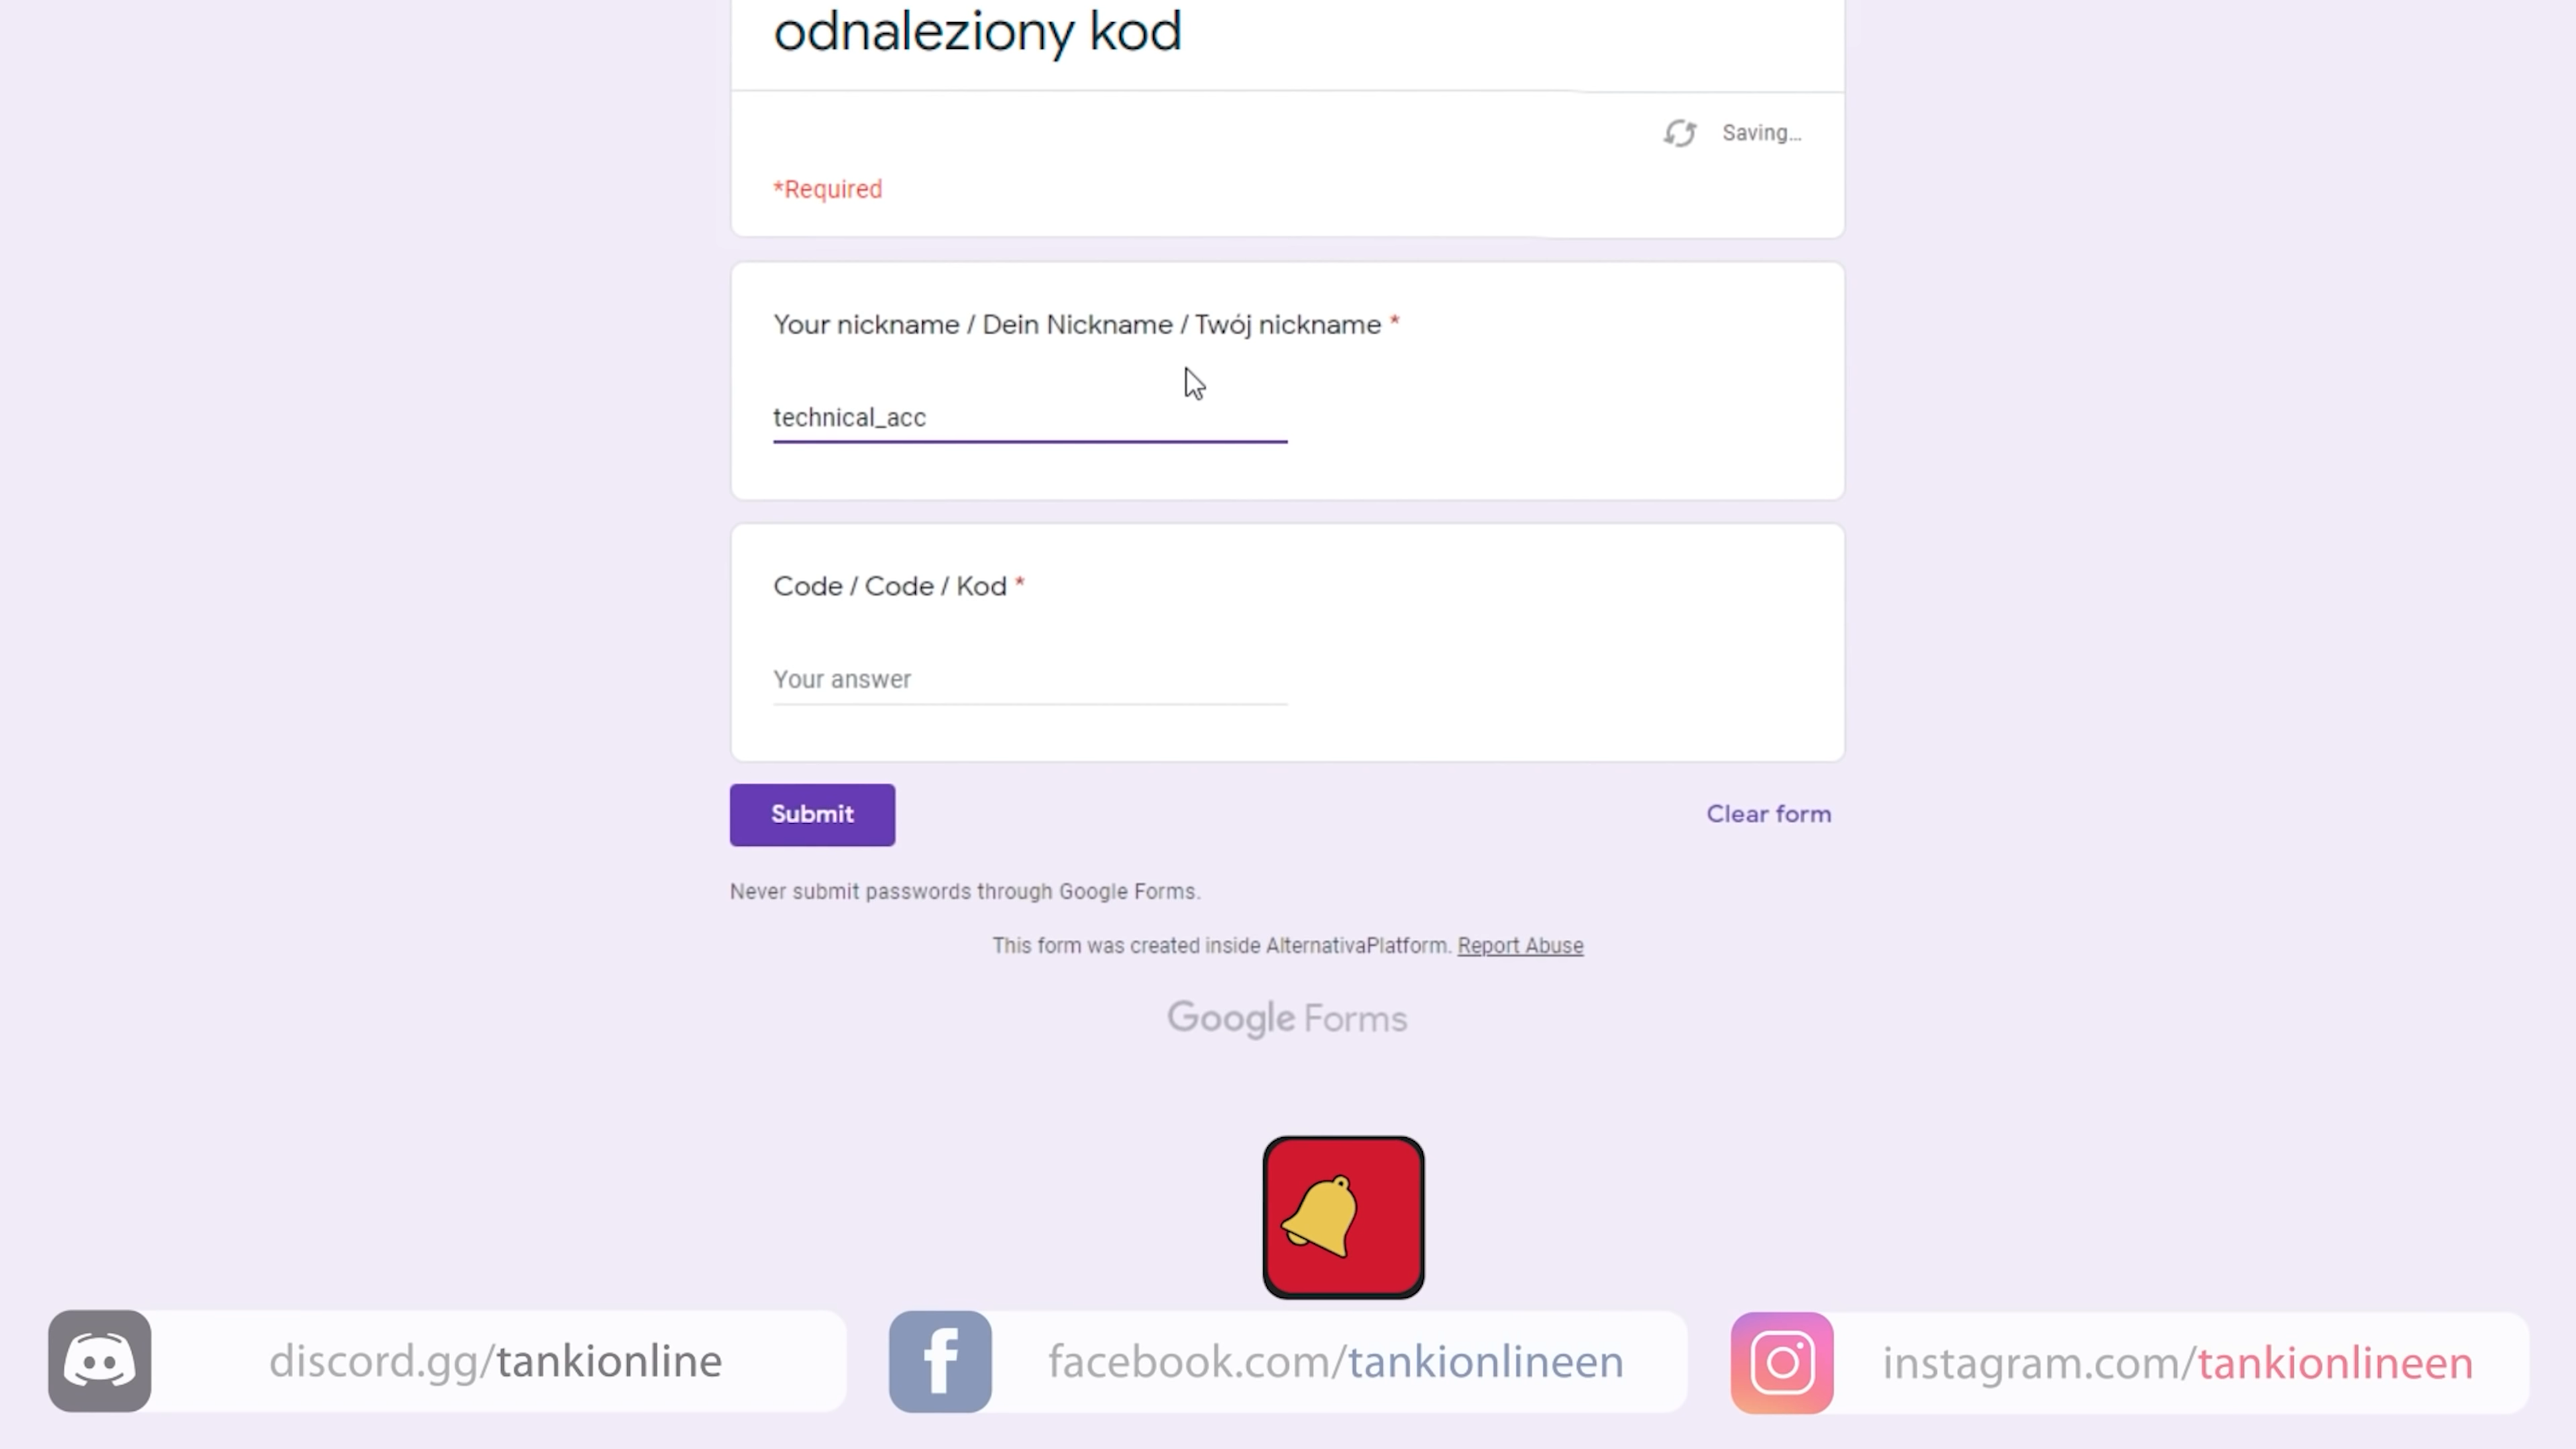 odnaleziony kod
Saving...
*Required
Your nickname / Dein Nickname / Twój nickname *
technical_acc
Code / Code / Kod *
Your answer
Submit
Clear form
Never submit passwords through Google Forms.
This form was created inside AlternativaPlatform. Report Abuse
Google Forms
discord.gg/tankionline
facebook.com/tankionlineen
instagram.com/tankionlineen